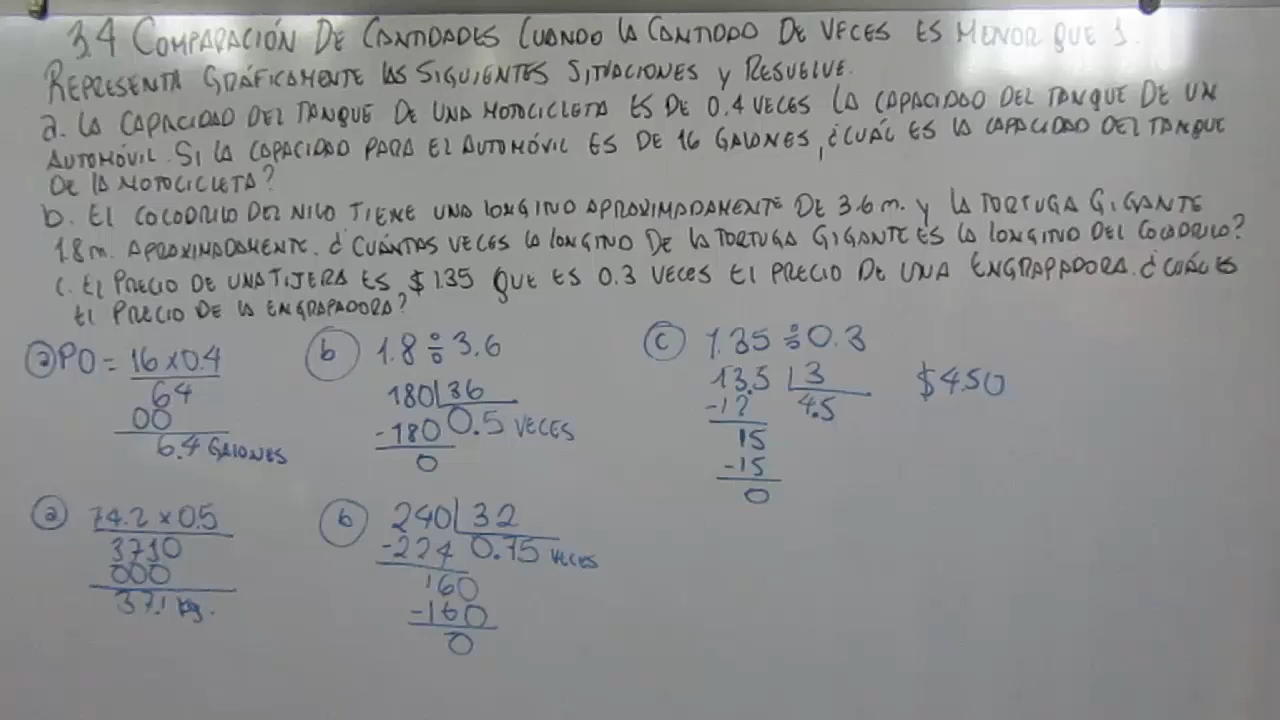 3.4 COMPARACIÓN DE CANTIDADES CUANDO LA CANTIDAD DE VECES ES MENOR QUE 1.
REPRESENTA GRÁFICAMENTE LAS SIGUIENTES SITUACIONES Y RESUELVE.
a. LA CAPACIDAD DEL TANQUE DE UNA MOTOCICLETA ES DE 0.4 VECES LA CAPACIDAD DEL TANQUE DE UN
AUTOMÓVIL. SI LA CAPACIDAD PARA EL AUTOMÓVIL ES DE 16 GALONES, ¿CUÁL ES LA CAPACIDAD DEL TANQUE
DE LA MOTOCICLETA?
b. EL COCODRILO DEL NILO TIENE UNA LONGITUD APROXIMADAMENTE DE 3.6 m. Y LA TORTUGA GIGANTE
1.8 m. APROXIMADAMENTE. ¿CUÁNTAS VECES LA LONGITUD DE LA TORTUGA GIGANTE ES LA LONGITUD DEL COCODRILO?
c. EL PRECIO DE UNA TIJERA ES $1.35 QUE ES 0.3 VECES EL PRECIO DE UNA ENGRAPADORA. ¿CUÁL ES
EL PRECIO DE LA ENGRAPADORA?
a PO = 16 x 0.4
64
00
6.4 GALONES
b 1.8 ÷ 3.6
180 36
-180 0.5 VECES
0
c 1.35 ÷ 0.3
13.5 3 $4.50
-12 4.5
15
-15
0
a 74.2 x 0.5
3710
000
37.1 kg.
b 240 32
-224 0.75 VECES
160
-160
0